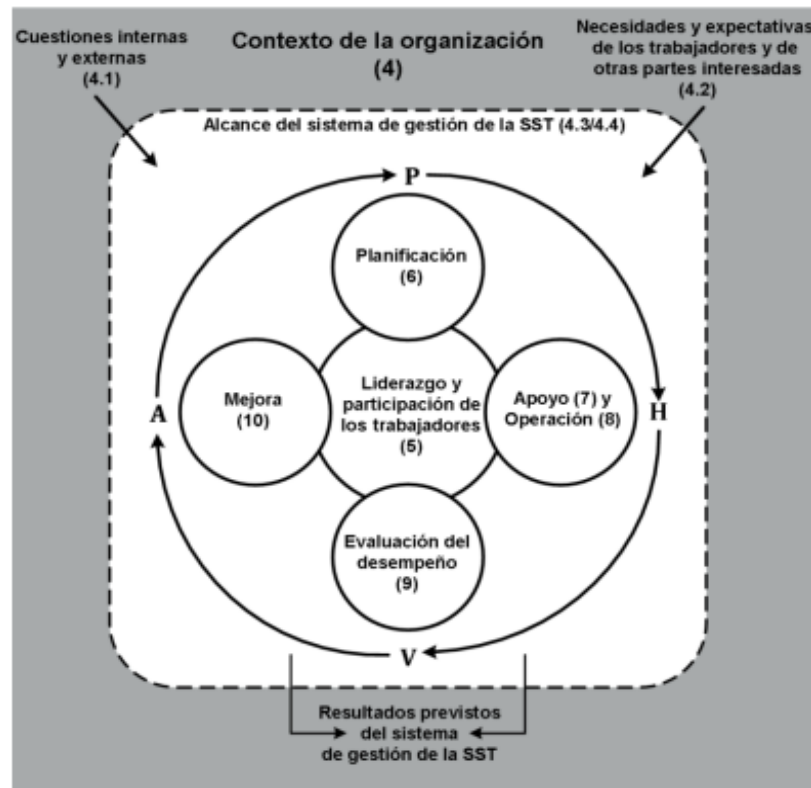 Cuestiones internas
y externas
(4.1)
Contexto de la organización
(4)
Necesidades y expectativas
de los trabajadores y de
otras partes interesadas
(4.2)
Alcance del sistema de gestión de la SST (4.3/4.4)
P
Planificación
(6)
A
Mejora
(10)
Liderazgo y
participación de
los trabajadores
(5)
Apoyo (7) y
Operación (8)
H
Evaluación del
desempeño
(9)
V
Resultados previstos
del sistema
de gestión de la SST